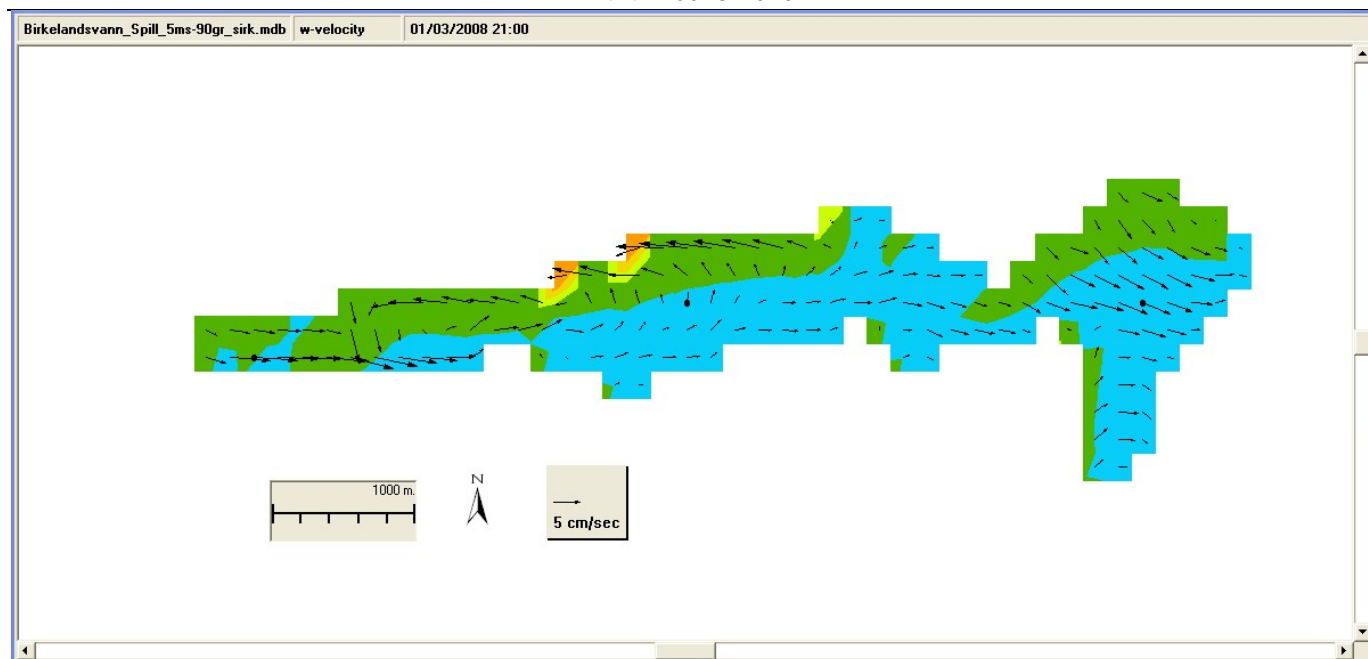 Birkelandsvann_Spill_5ms-90gr_sirk.mdb w-velocity 01/03/2008 21:00
1000 m.
N
5 cm/sec